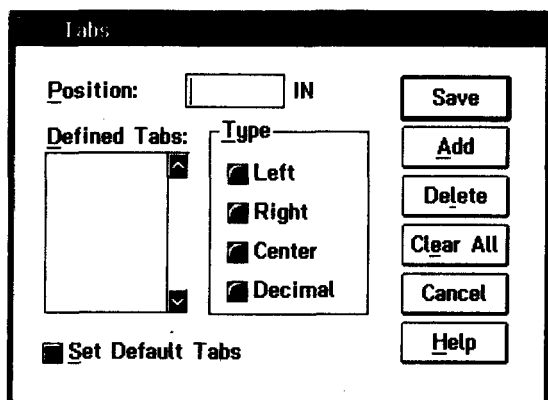 Tabs
Position: IN
Defined Tabs:
Type
Left
Right
Center
Decimal
Set Default Tabs
Save
Add
Delete
Clear All
Cancel
Help